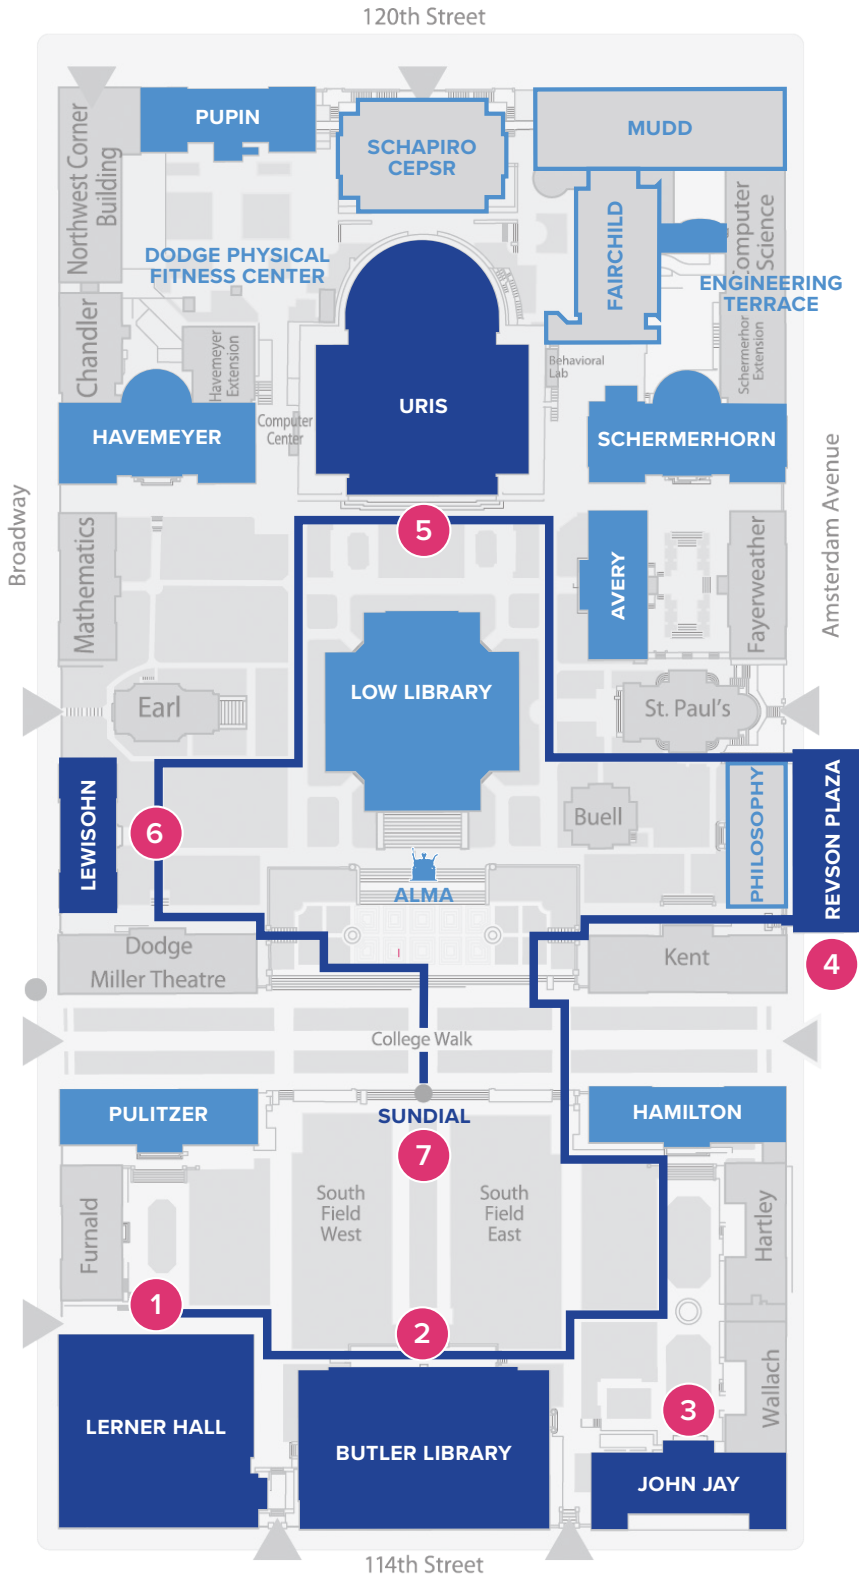 120th Street
Northwest Corner
Building
PUPIN
SCHAPIRO
CEPSR
MUDD
DODGE PHYSICAL
FITNESS CENTER
FAIRCHILD
Computer
Science
ENGINEERING
TERRACE
Chandler
Havemeyer
Extension
Behavioral
Lab
Schermerhor
Extension
URIS
HAVEMEYER
Computer
Center
SCHERMERHORN
Broadway
Amsterdam Avenue
5
Mathematics
AVERY
Fayerweather
LOW LIBRARY
Earl
St. Paul's
LEWISOHN
6
Buell
PHILOSOPHY
REVSON PLAZA
ALMA
Dodge
Miller Theatre
Kent
4
College Walk
PULITZER
SUNDIAL
HAMILTON
7
Furnald
South
Field
West
South
Field
East
Hartley
1
2
Wallach
3
LERNER HALL
BUTLER LIBRARY
JOHN JAY
114th Street